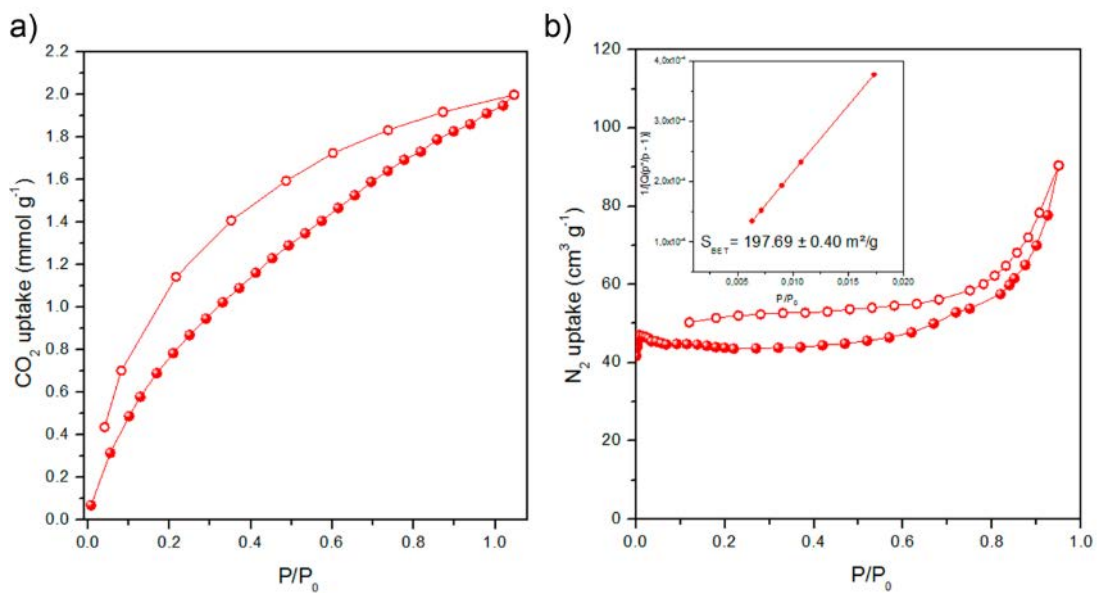 a)
CO₂ uptake (mmol g⁻¹)
2.2
2.0
1.8
1.6
1.4
1.2
1.0
0.8
0.6
0.4
0.2
0.0
0.0 0.2 0.4 0.6 0.8 1.0
P/P₀
b)
N₂ uptake (cm³ g⁻¹)
120
100
80
60
40
20
0
0.0 0.2 0.4 0.6 0.8 1.0
P/P₀
1/[Q(p°/p - 1)]
4,0x10⁻⁴
3,0x10⁻⁴
2,0x10⁻⁴
1,0x10⁻⁴
S_BET = 197.69 ± 0.40 m²/g
0,005 0,010 0,015 0,020
P/P₀